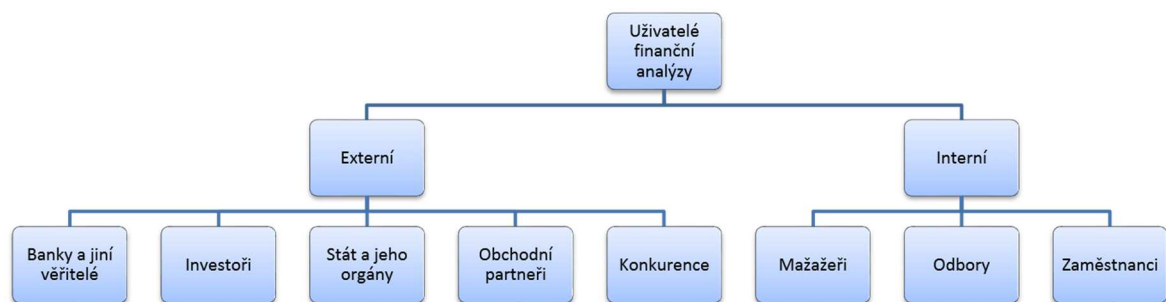 Uživatelé
finanční
analýzy
Externí
Interní
Banky a jiní
věřitelé
Investoři
Stát a jeho
orgány
Obchodní
partneři
Konkurence
Mažažeři
Odbory
Zaměstnanci